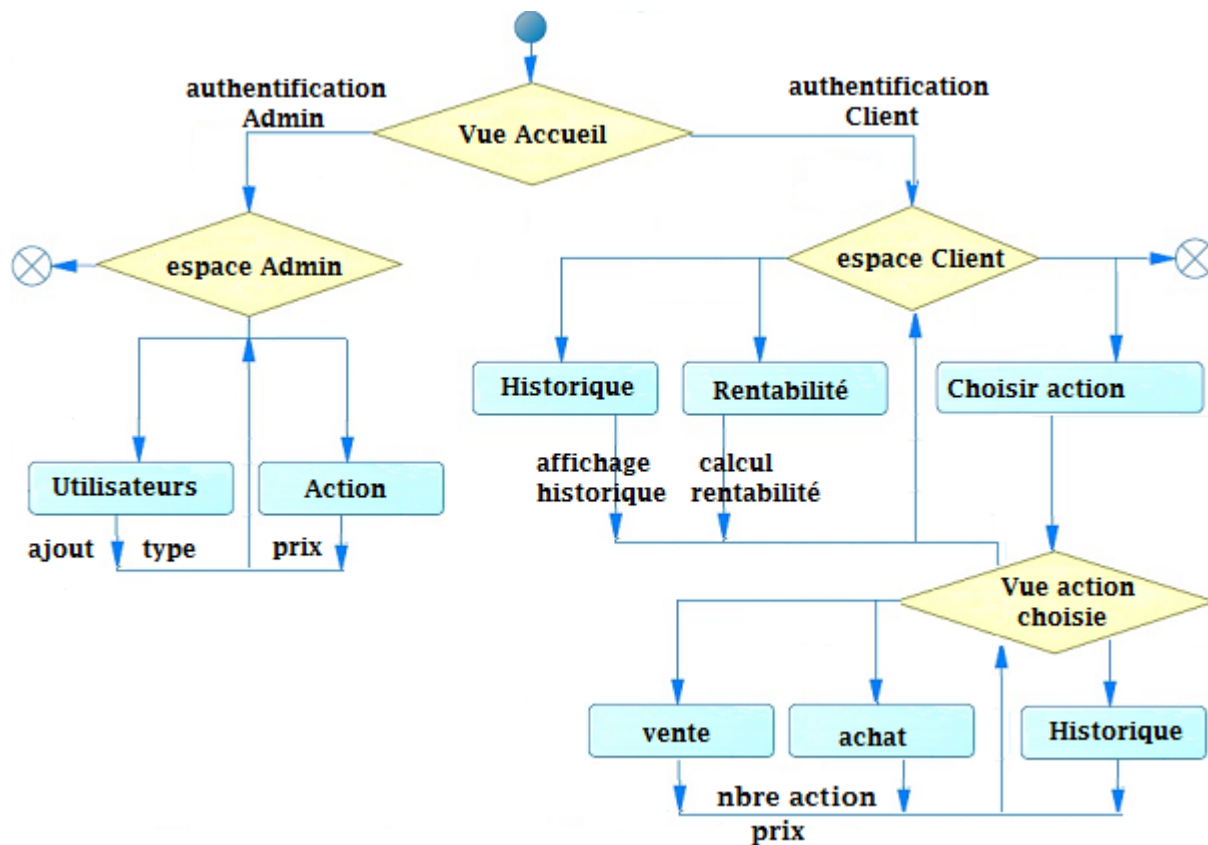 authentification
Admin
authentification
Client
Vue Accueil
espace Admin
espace Client
Historique
Rentabilité
Choisir action
affichage
historique
calcul
rentabilité
Utilisateurs
Action
ajout
type
prix
Vue action
choisie
vente
achat
Historique
nbre action
prix